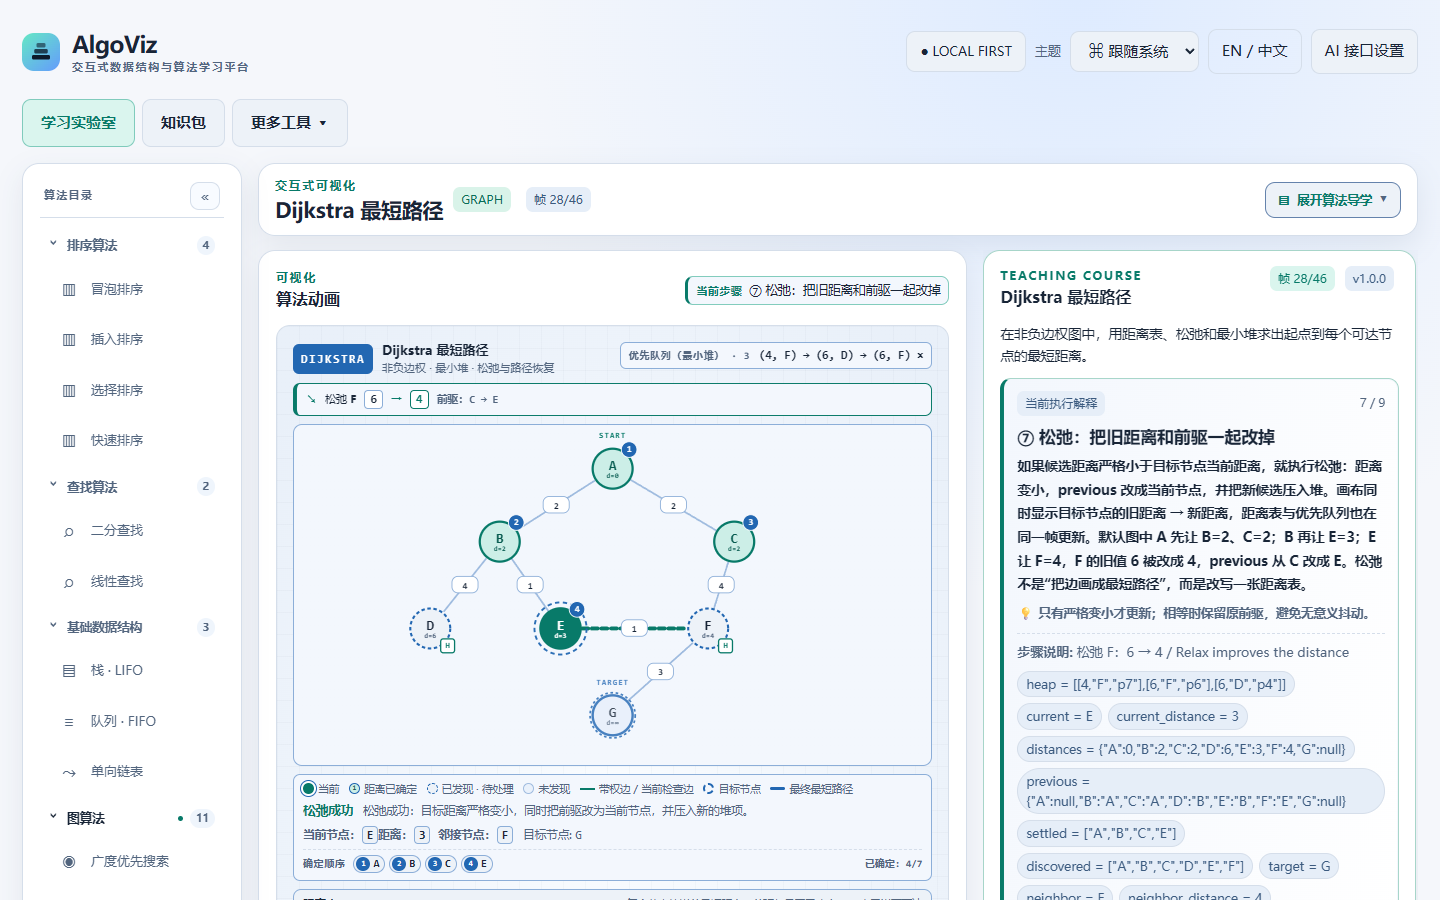 AlgoViz
交互式数据结构与算法学习平台
● LOCAL FIRST
主题
⌘ 跟随系统
EN / 中文
AI 接口设置
学习实验室
知识包
更多工具 ▼
算法目录
«
排序算法
4
冒泡排序
插入排序
选择排序
快速排序
查找算法
2
二分查找
线性查找
基础数据结构
3
栈 · LIFO
队列 · FIFO
单向链表
图算法
11
广度优先搜索
交互式可视化
Dijkstra 最短路径
GRAPH
帧 28/46
展开算法导学 ▼
可视化
算法动画
当前步骤 ⑦ 松弛：把旧距离和前驱一起改掉
DIJKSTRA
Dijkstra 最短路径
非负边权 · 最小堆 · 松弛与路径恢复
优先队列（最小堆） · 3 (4, F) → (6, D) → (6, F) ×
↘ 松弛 F 6 → 4 前驱: C → E
START
A
d=0
1
2
2
B
d=2
2
C
d=2
3
4
1
4
D
d=6
H
E
d=3
4
1
F
d=4
H
3
TARGET
G
d=∞
当前 距离已确定 已发现 · 待处理 未发现 带权边 / 当前检查边 目标节点 最终最短路径
松弛成功 松弛成功：目标距离严格变小，同时把前驱改为当前节点，并压入新的堆项。
当前节点: E 距离: 3 邻接节点: F 目标节点: G
确定顺序 1 A 2 B 3 C 4 E
已确定: 4/7
TEACHING COURSE
Dijkstra 最短路径
帧 28/46
v1.0.0
在非负边权图中，用距离表、松弛和最小堆求出起点到每个可达节
点的最短距离。
当前执行解释
7 / 9
⑦ 松弛：把旧距离和前驱一起改掉
如果候选距离严格小于目标节点当前距离，就执行松弛：距离
变小，previous 改成当前节点，并把新候选压入堆。画布同
时显示目标节点的旧距离 → 新距离，距离表与优先队列也在
同一帧更新。默认图中 A 先让 B=2、C=2；B 再让 E=3；E
让 F=4，F 的旧值 6 被改成 4，previous 从 C 改成 E。松弛
不是“把边画成最短路径”，而是改写一张距离表。
💡 只有严格变小才更新；相等时保留原前驱，避免无意义抖动。
步骤说明: 松弛 F：6 → 4 / Relax improves the distance
heap = [[4,"F","p7"],[6,"F","p6"],[6,"D","p4"]]
current = E
current_distance = 3
distances = {"A":0,"B":2,"C":2,"D":6,"E":3,"F":4,"G":null}
previous =
{"A":null,"B":"A","C":"A","D":"B","E":"B","F":"E","G":null}
settled = ["A","B","C","E"]
discovered = ["A","B","C","D","E","F"]
target = G
neighbor = F
neighbor_distance = 4